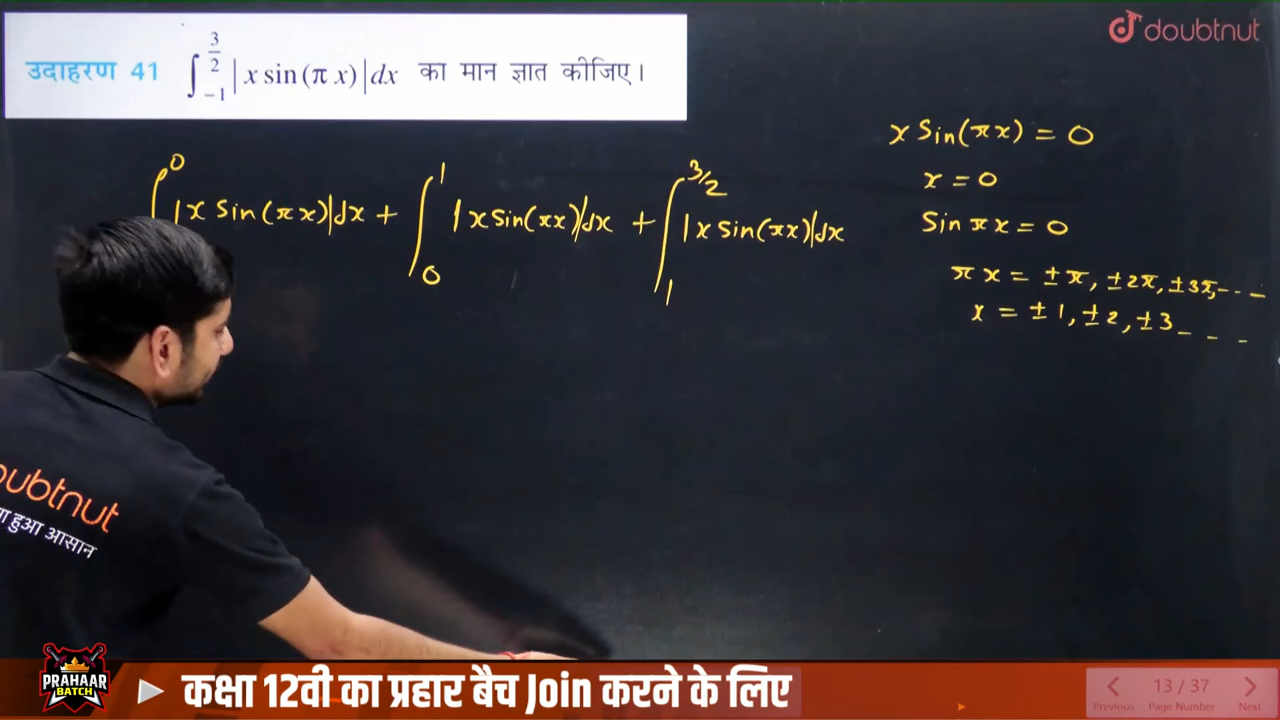 doubtnut
उदाहरण 41 ∫_{-1}^{3/2} | x sin (π x) | dx का मान ज्ञात कीजिए।
∫^0 |x sin(πx)|dx + ∫_0^1 |x sin(πx)|dx + ∫_1^{3/2} |x sin(πx)|dx
x Sin(πx) = 0
x = 0
Sin πx = 0
πx = ±π, ±2π, ±3π, - - -
x = ±1, ±2, ±3 - - -
oubtnut
हुआ आसान
PRAHAAR
BATCH
कक्षा 12वी का प्रहार बैच Join करने के लिए
13 / 37
Previous Page Number Next